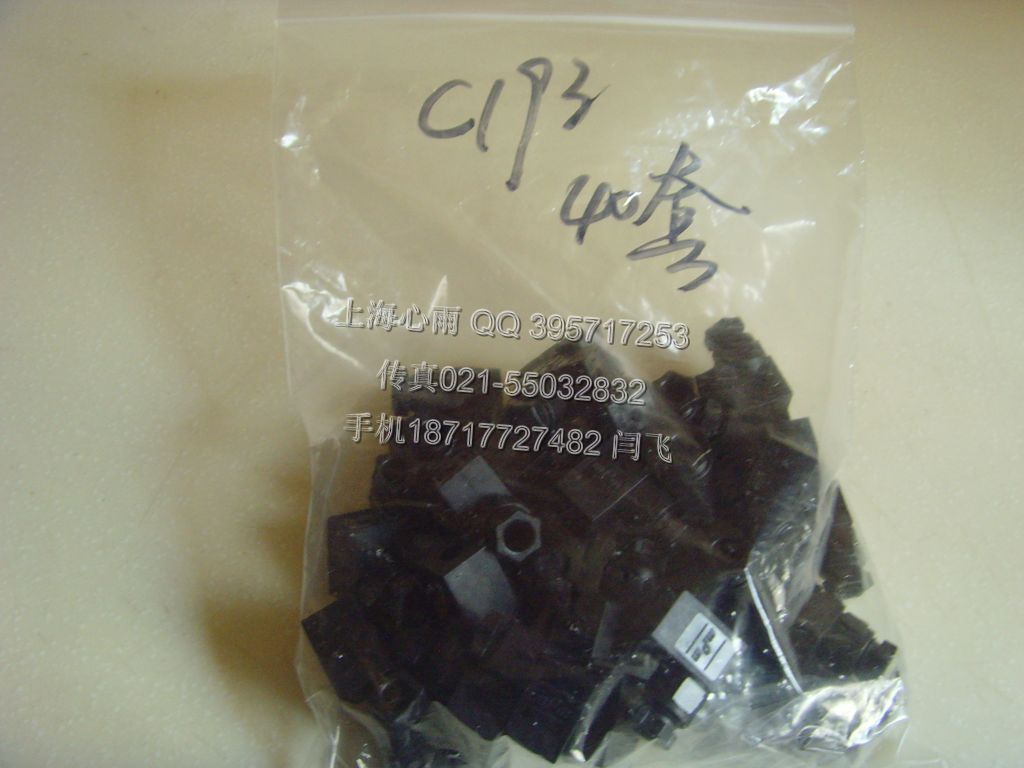 C193
40套
上海心雨 QQ 395717253
传真021-55032832
手机18717727482 闫飞